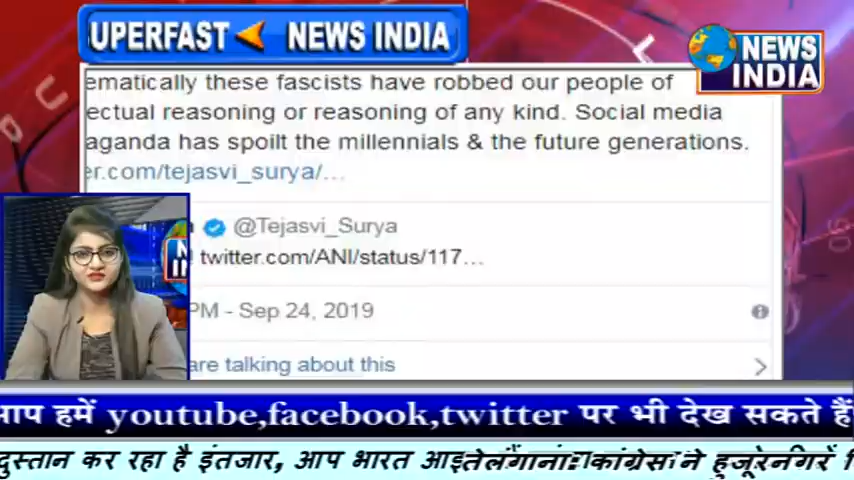 UPERFAST NEWS INDIA
NEWS
INDIA
ematically these fascists have robbed our people of
ectual reasoning or reasoning of any kind. Social media
aganda has spoilt the millennials & the future generations.
er.com/tejasvi_surya/...
@Tejasvi_Surya
twitter.com/ANI/status/117...
PM - Sep 24, 2019
are talking about this
आप हमें youtube,facebook,twitter पर भी देख सकते हैं
दुस्तान कर रहा है इंतजार, आप भारत आइ
तेलंगाना: कांग्रेस ने हुजूरनगर